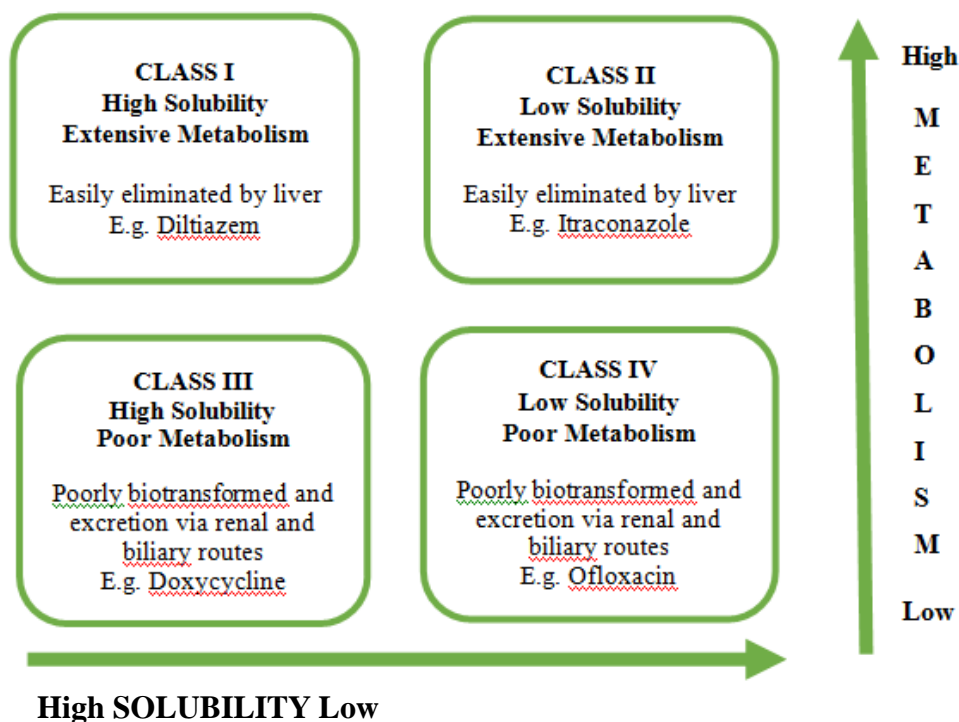 CLASS I
High Solubility
Extensive Metabolism
Easily eliminated by liver
E.g. Diltiazem
CLASS II
Low Solubility
Extensive Metabolism
Easily eliminated by liver
E.g. Itraconazole
CLASS III
High Solubility
Poor Metabolism
Poorly biotransformed and
excretion via renal and
biliary routes
E.g. Doxycycline
CLASS IV
Low Solubility
Poor Metabolism
Poorly biotransformed and
excretion via renal and
biliary routes
E.g. Ofloxacin
High
M
E
T
A
B
O
L
I
S
M
Low
High SOLUBILITY Low